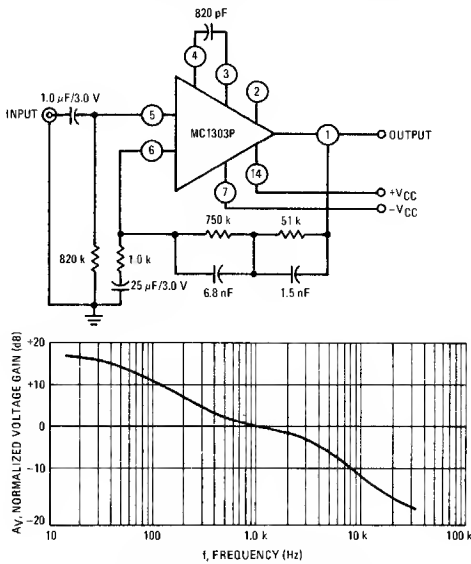 820 pF
4
3
2
1.0 µF/3.0 V
INPUT
5
MC1303P
1
OUTPUT
6
7
14
+VCC
-VCC
750 k
51 k
820 k
1.0 k
25 µF/3.0 V
6.8 nF
1.5 nF
AV, NORMALIZED VOLTAGE GAIN (dB)
+20
+10
0
-10
-20
10
100
1.0 k
10 k
100 k
f, FREQUENCY (Hz)